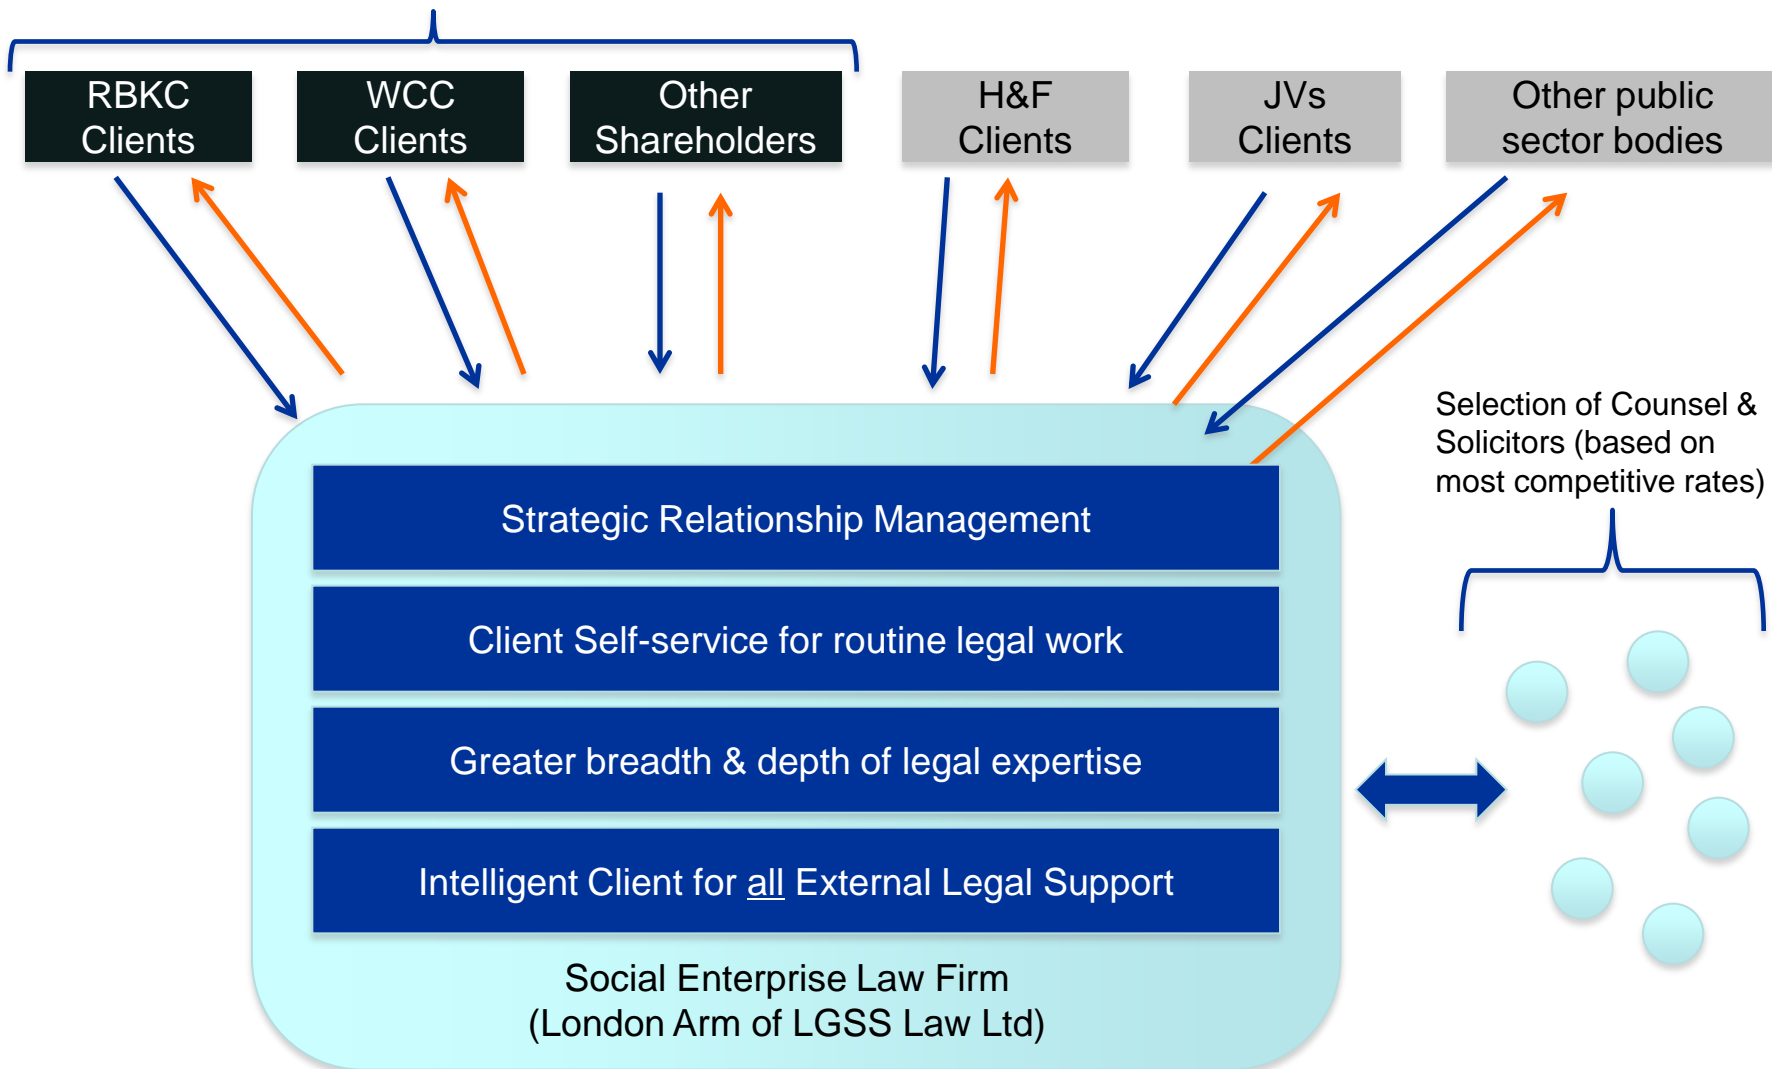 RBKC
Clients
WCC
Clients
Other
Shareholders
H&F
Clients
JVs
Clients
Other public
sector bodies
Selection of Counsel &
Solicitors (based on
most competitive rates)
Strategic Relationship Management
Client Self-service for routine legal work
Greater breadth & depth of legal expertise
Intelligent Client for all External Legal Support
Social Enterprise Law Firm
(London Arm of LGSS Law Ltd)